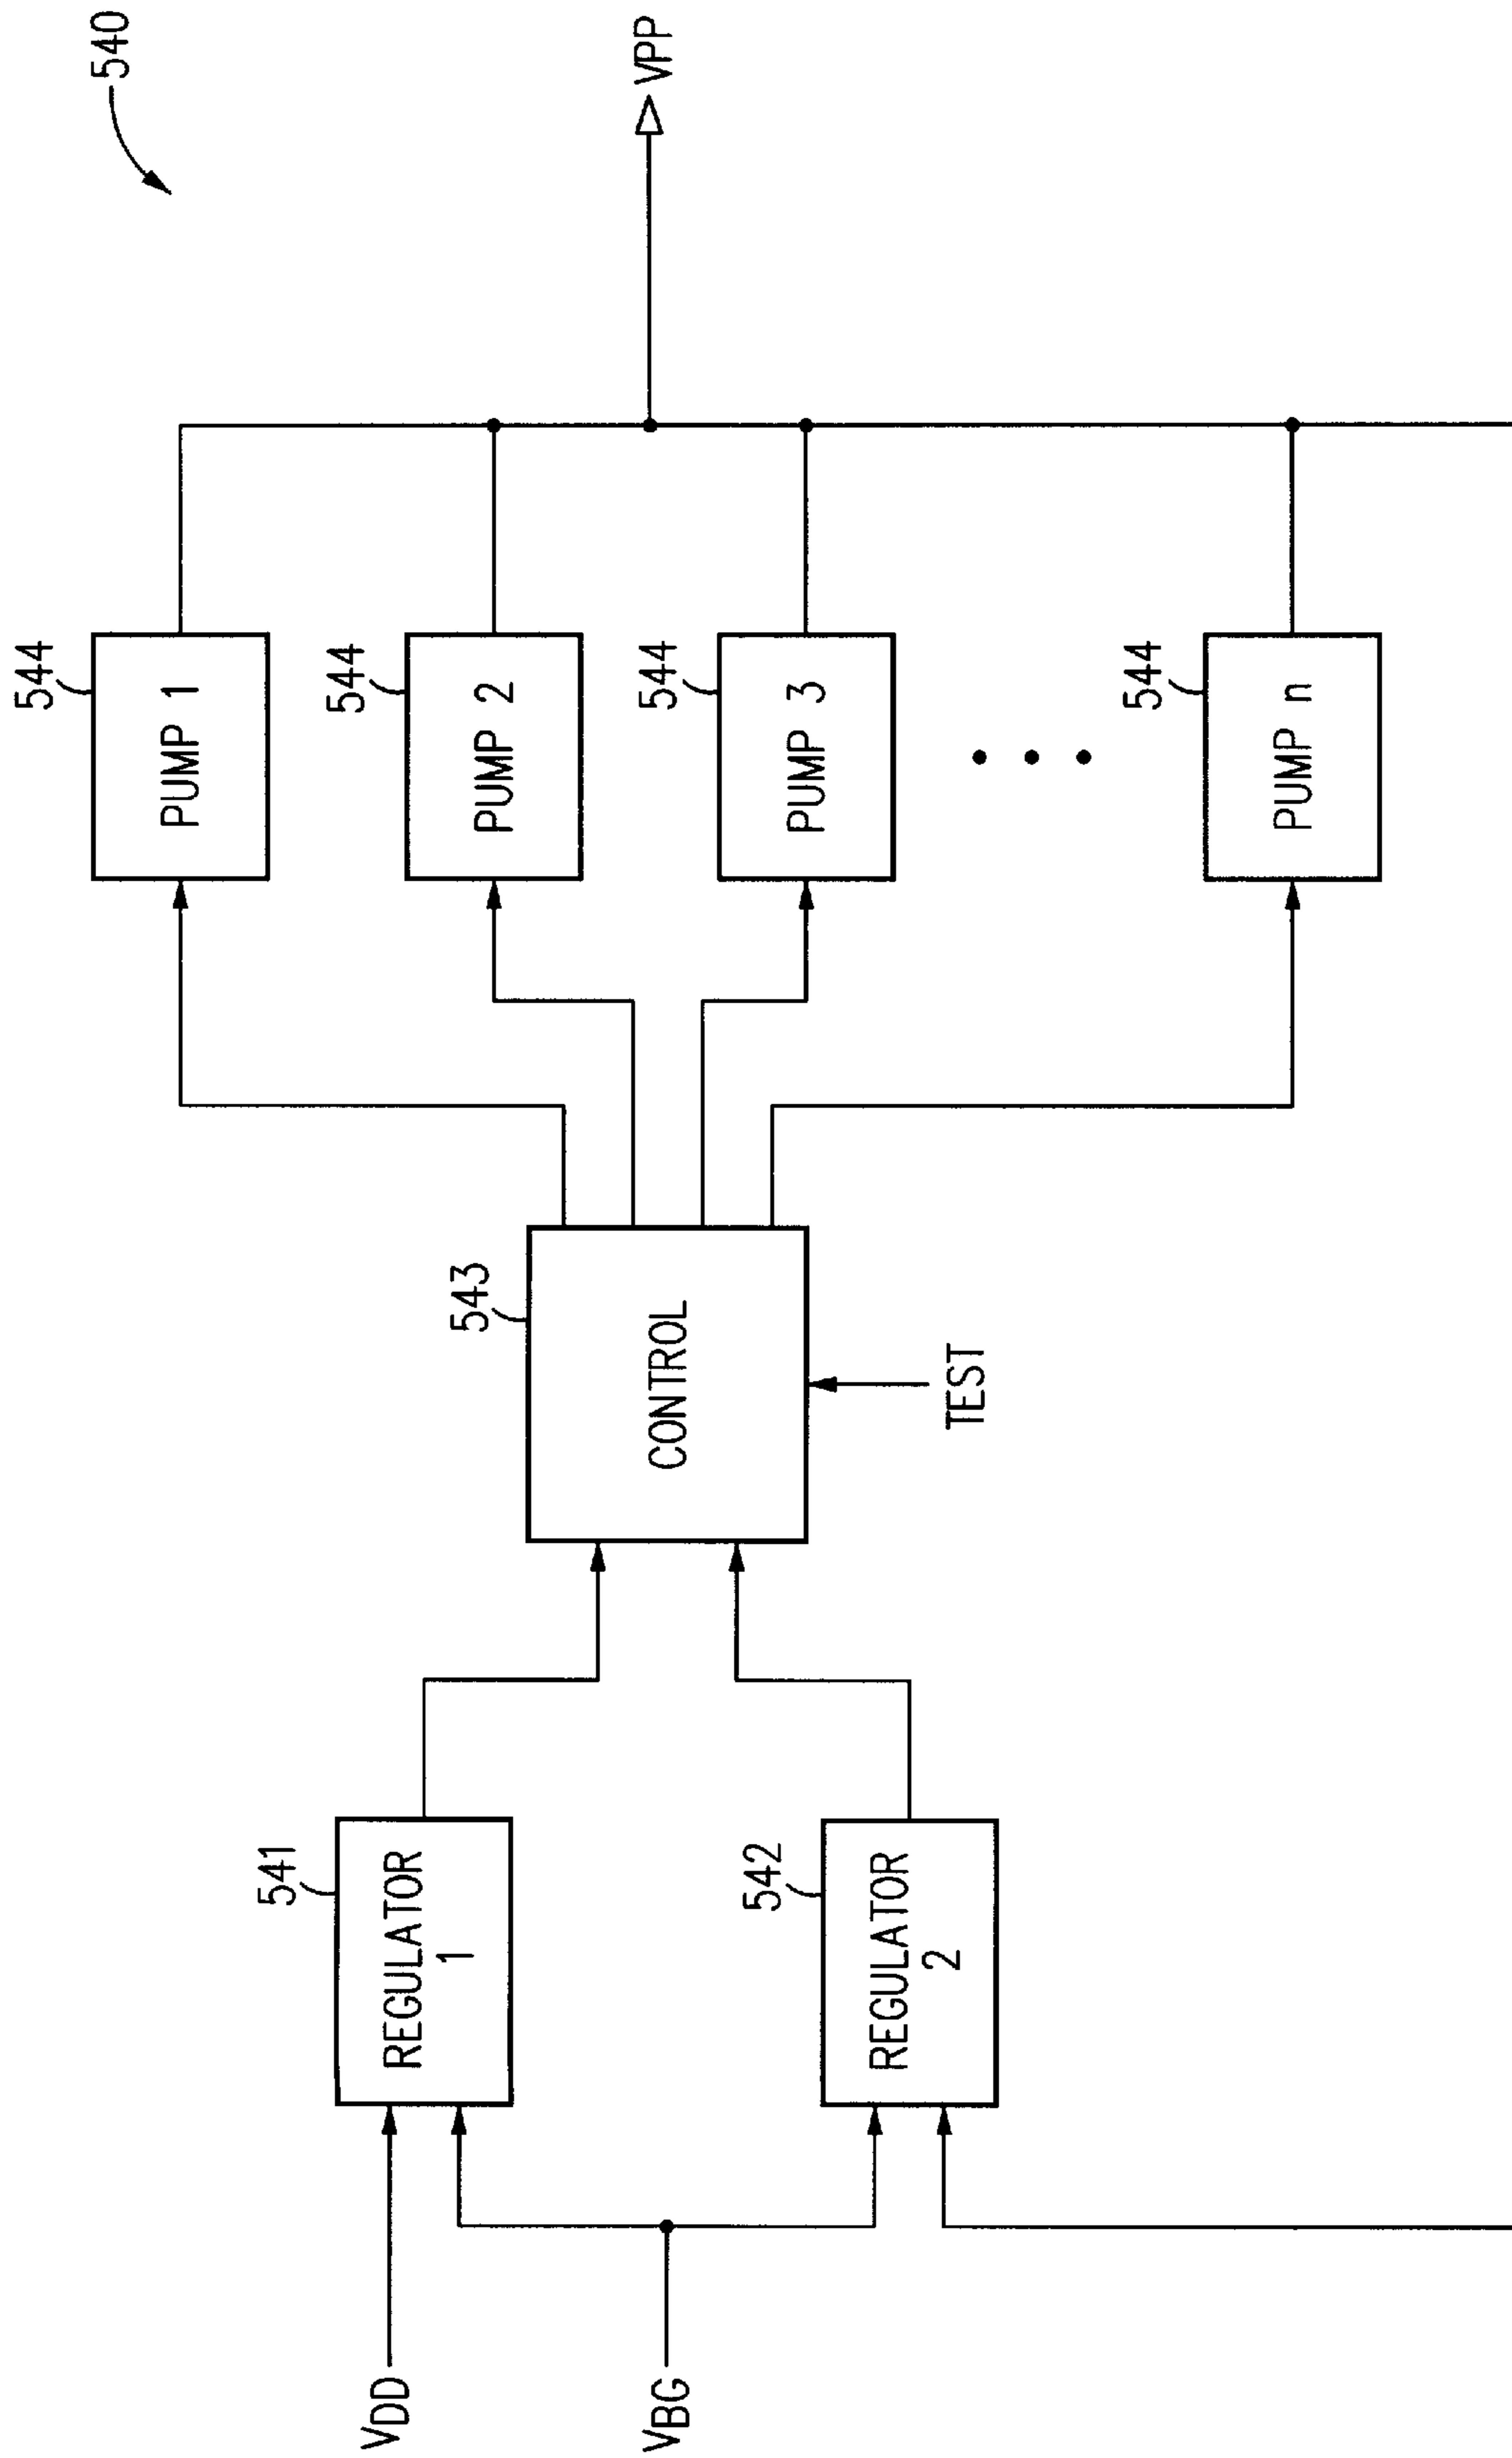 540
544
PUMP 1
544
PUMP 2
544
PUMP 3
544
PUMP n
VPP
543
CONTROL
TEST
541
REGULATOR
1
542
REGULATOR
2
VDD
VBG